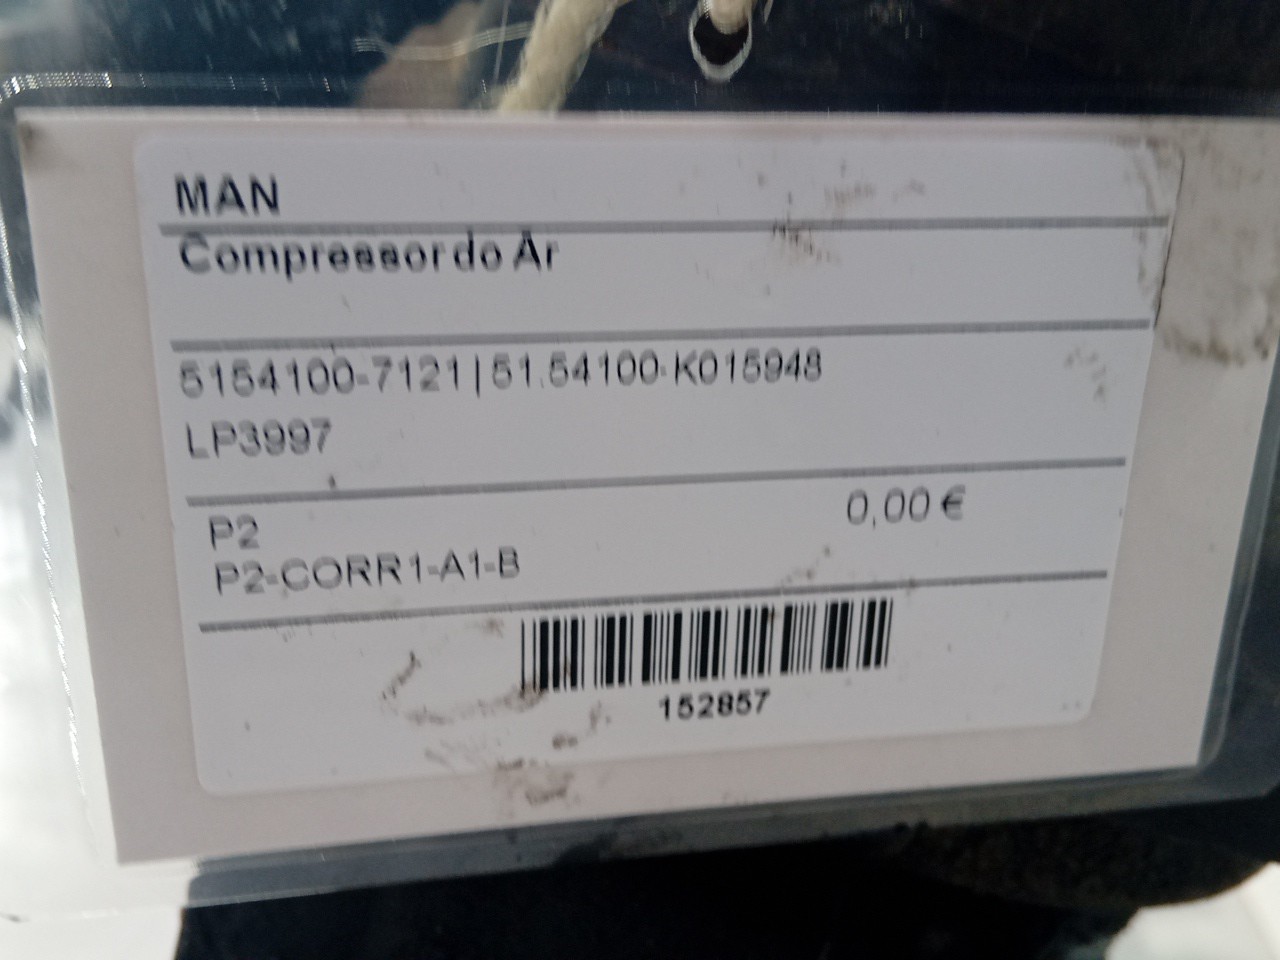 MAN
Compressor do Ar
5154100-7121|51.54100-K015948
LP3997
P2
0,00 €
P2-CORR1-A1-B
152857